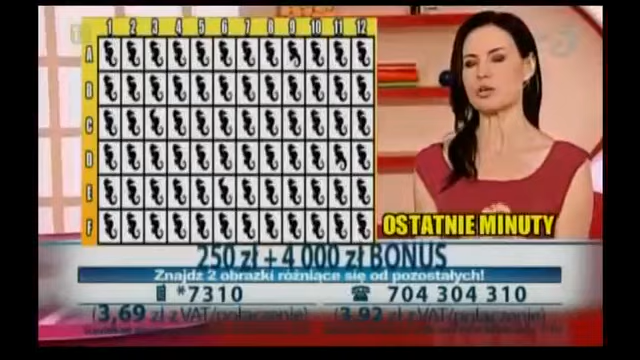 1 2 3 4 5 6 7 8 9 10 11 12
A
B
C
D
E
F
OSTATNIE MINUTY
250 zł + 4 000 zł BONUS
Znajdź 2 obrazki różniące się od pozostałych!
*7310
704 304 310
(3,69 zł z VAT/połączenie)
(3,92 zł z VAT/połączenie)